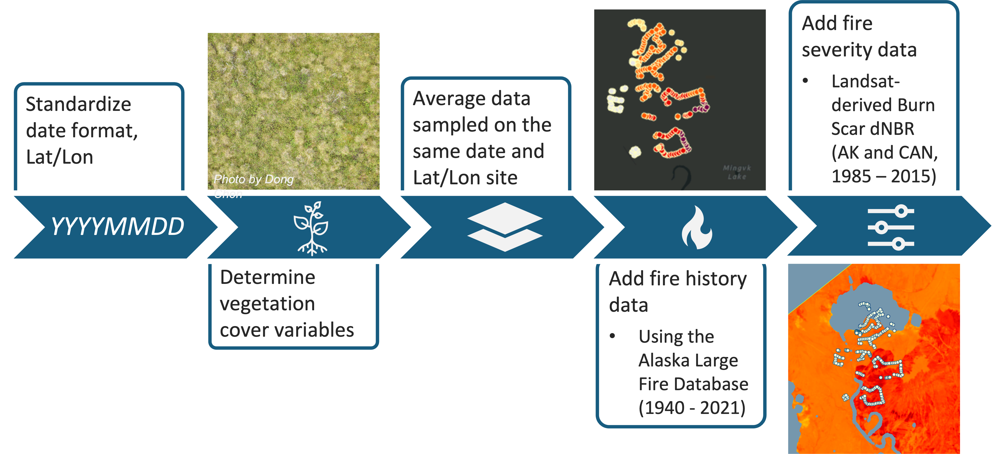 Standardize
date format,
Lat/Lon
YYYYMMDD
Photo by Dong
Chen
Determine
vegetation
cover variables
Average data
sampled on the
same date and
Lat/Lon site
Mingvk
Lake
Add fire history
data
• Using the
Alaska Large
Fire Database
(1940 - 2021)
Add fire
severity data
• Landsat-
derived Burn
Scar dNBR
(AK and CAN,
1985 – 2015)